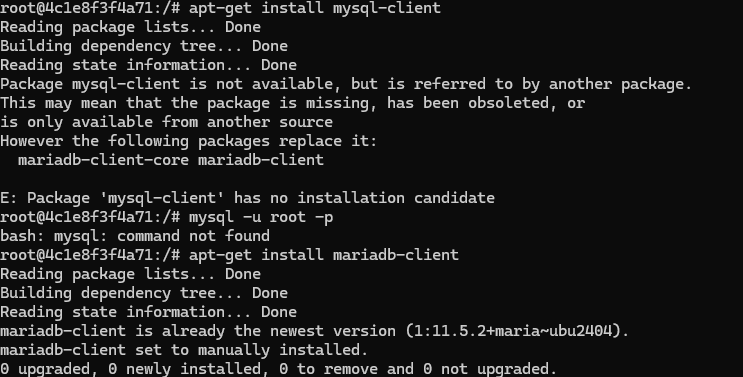 root@4c1e8f3f4a71:/# apt-get install mysql-client
Reading package lists... Done
Building dependency tree... Done
Reading state information... Done
Package mysql-client is not available, but is referred to by another package.
This may mean that the package is missing, has been obsoleted, or
is only available from another source
However the following packages replace it:
  mariadb-client-core mariadb-client

E: Package 'mysql-client' has no installation candidate
root@4c1e8f3f4a71:/# mysql -u root -p
bash: mysql: command not found
root@4c1e8f3f4a71:/# apt-get install mariadb-client
Reading package lists... Done
Building dependency tree... Done
Reading state information... Done
mariadb-client is already the newest version (1:11.5.2+maria~ubu2404).
mariadb-client set to manually installed.
0 upgraded, 0 newly installed, 0 to remove and 0 not upgraded.